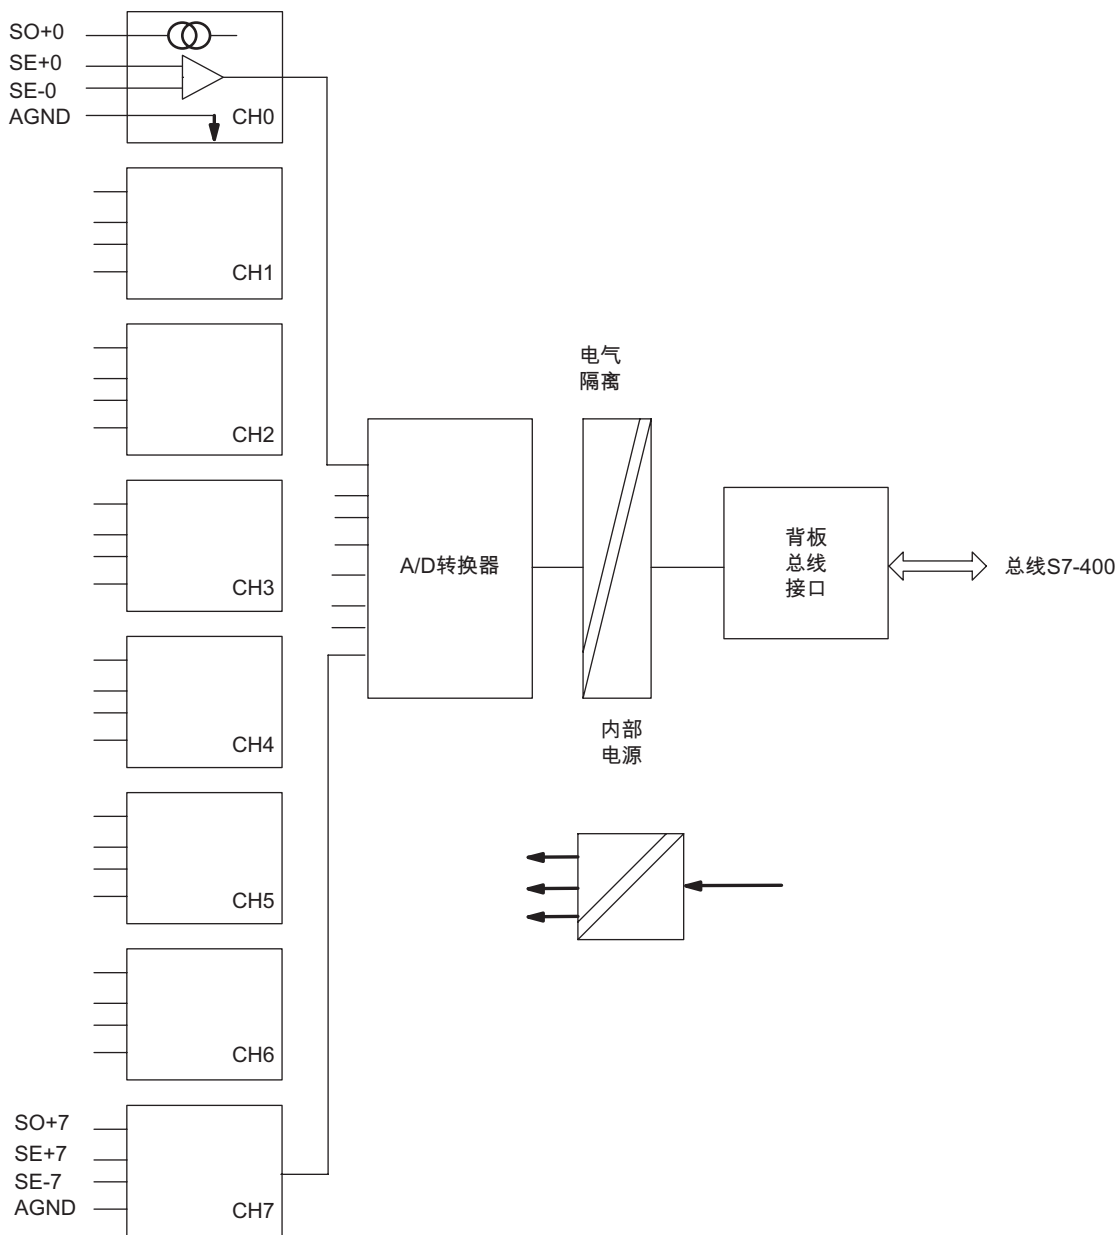 SO+0
SE+0
SE-0
AGND
CH0
CH1
CH2
电气
隔离
CH3
A/D转换器
背板
总线
接口
总线S7-400
CH4
内部
电源
CH5
CH6
SO+7
SE+7
SE-7
AGND
CH7